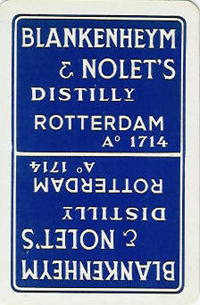 BLANKENHEYM
& NOLET'S
DISTILLY
ROTTERDAM
Aº 1714
BLANKENHEYM
& NOLET'S
DISTILLY
ROTTERDAM
Aº 1714